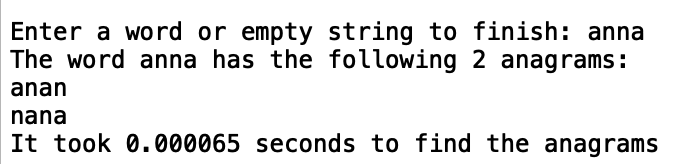 Enter a word or empty string to finish: anna
The word anna has the following 2 anagrams:
anan
nana
It took 0.000065 seconds to find the anagrams